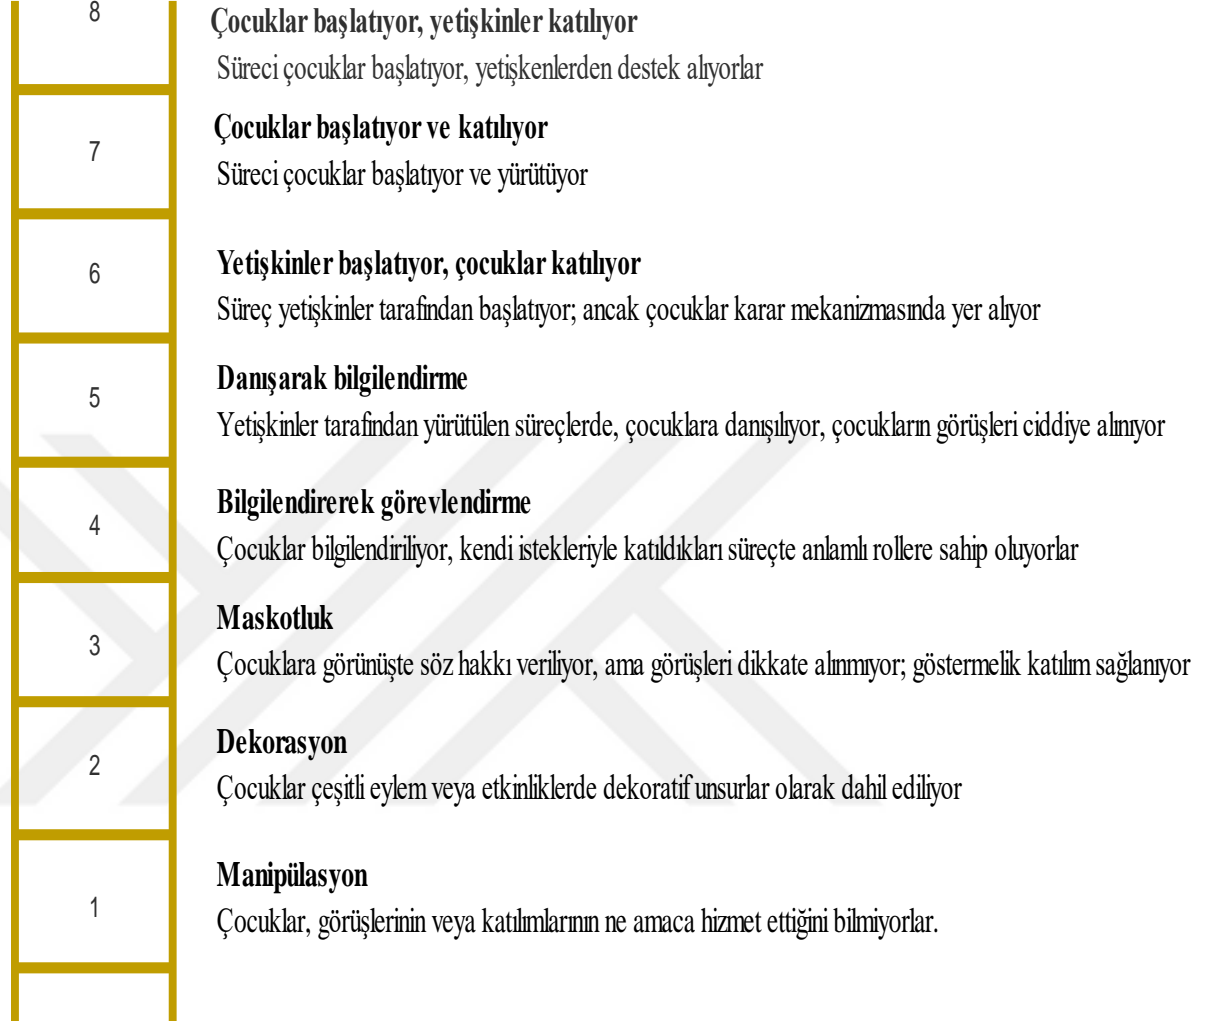 8
Çocuklar başlatıyor, yetişkinler katılıyor
Süreci çocuklar başlatıyor, yetişkenlerden destek alıyorlar
7
Çocuklar başlatıyor ve katılıyor
Süreci çocuklar başlatıyor ve yürütüyor
6
Yetişkinler başlatıyor, çocuklar katılıyor
Süreç yetişkinler tarafından başlatıyor; ancak çocuklar karar mekanizmasında yer alıyor
5
Danışarak bilgilendirme
Yetişkinler tarafından yürütülen süreçlerde, çocuklara danışılıyor, çocukların görüşleri ciddiye alınıyor
4
Bilgilendirerek görevlendirme
Çocuklar bilgilendiriliyor, kendi istekleriyle katıldıkları süreçte anlamlı rollere sahip oluyorlar
3
Maskotluk
Çocuklara görünüşte söz hakkı veriliyor, ama görüşleri dikkate alınmıyor; göstermelik katılım sağlanıyor
2
Dekorasyon
Çocuklar çeşitli eylem veya etkinliklerde dekoratif unsurlar olarak dahil ediliyor
1
Manipülasyon
Çocuklar, görüşlerinin veya katılımlarının ne amaca hizmet ettiğini bilmiyorlar.